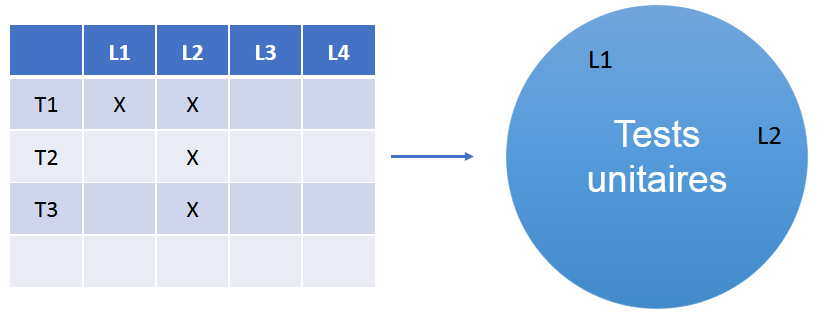 L1 L2 L3 L4
T1 X X
T2 X
T3 X
L1
L2
Tests
unitaires